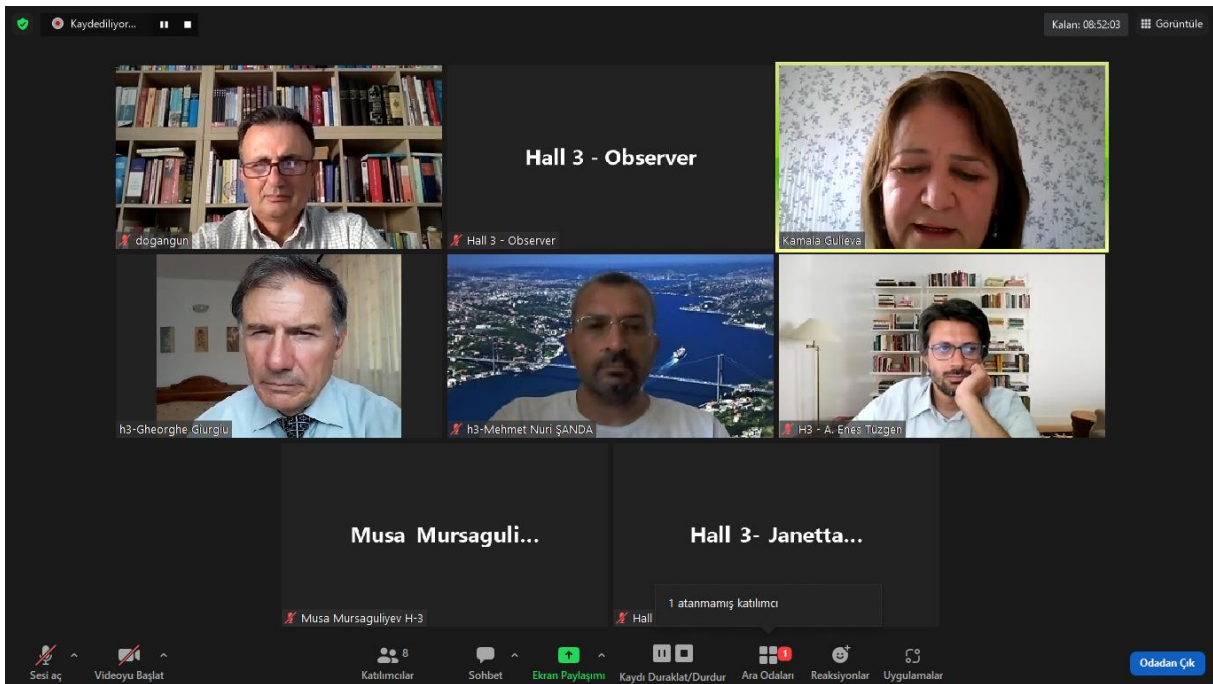 Kaydediliyor...
Kalan: 08:52:03
Görüntüle
dogangun
Hall 3 - Observer
Hall 3 - Observer
Kamala Gulieva
h3-Gheorghe Giurgiu
h3-Mehmet Nuri ŞANDA
H3 - A. Enes Tüzgen
Musa Mursaguli...
Musa Mursaguliyev H-3
Hall 3- Janetta...
Hall
1 atanmamış katılımcı
Sesi aç
Videoyu Başlat
8
Katılımcılar
Sohbet
Ekran Paylaşımı
Kaydı Duraklat/Durdur
1
Ara Odaları
Reaksiyonlar
Uygulamalar
Odadan Çık